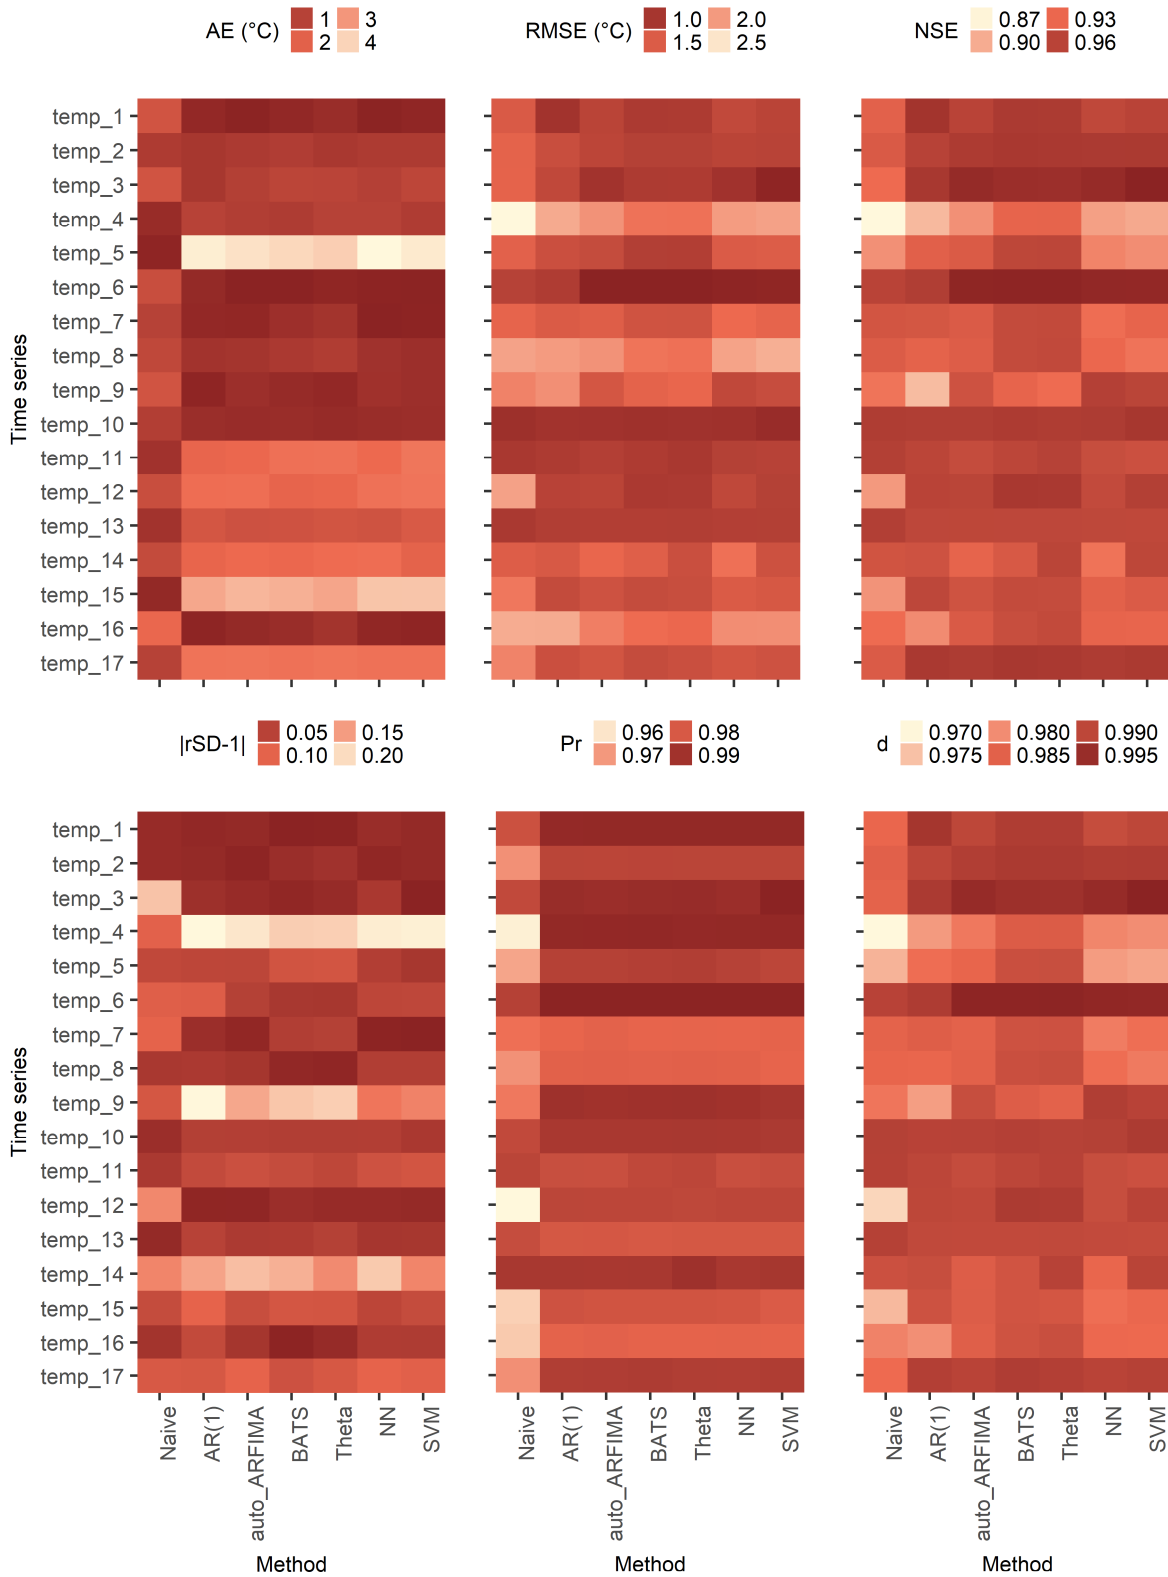 AE (°C) 1 3
2 4
RMSE (°C) 1.0 2.0
1.5 2.5
NSE 0.87 0.93
0.90 0.96
Time series
temp_1
temp_2
temp_3
temp_4
temp_5
temp_6
temp_7
temp_8
temp_9
temp_10
temp_11
temp_12
temp_13
temp_14
temp_15
temp_16
temp_17
|rSD-1| 0.05 0.15
0.10 0.20
Pr 0.96 0.98
0.97 0.99
d 0.970 0.980 0.990
0.975 0.985 0.995
Time series
temp_1
temp_2
temp_3
temp_4
temp_5
temp_6
temp_7
temp_8
temp_9
temp_10
temp_11
temp_12
temp_13
temp_14
temp_15
temp_16
temp_17
Naive
AR(1)
auto_ARFIMA
BATS
Theta
NN
SVM
Method
Naive
AR(1)
auto_ARFIMA
BATS
Theta
NN
SVM
Method
Naive
AR(1)
auto_ARFIMA
BATS
Theta
NN
SVM
Method